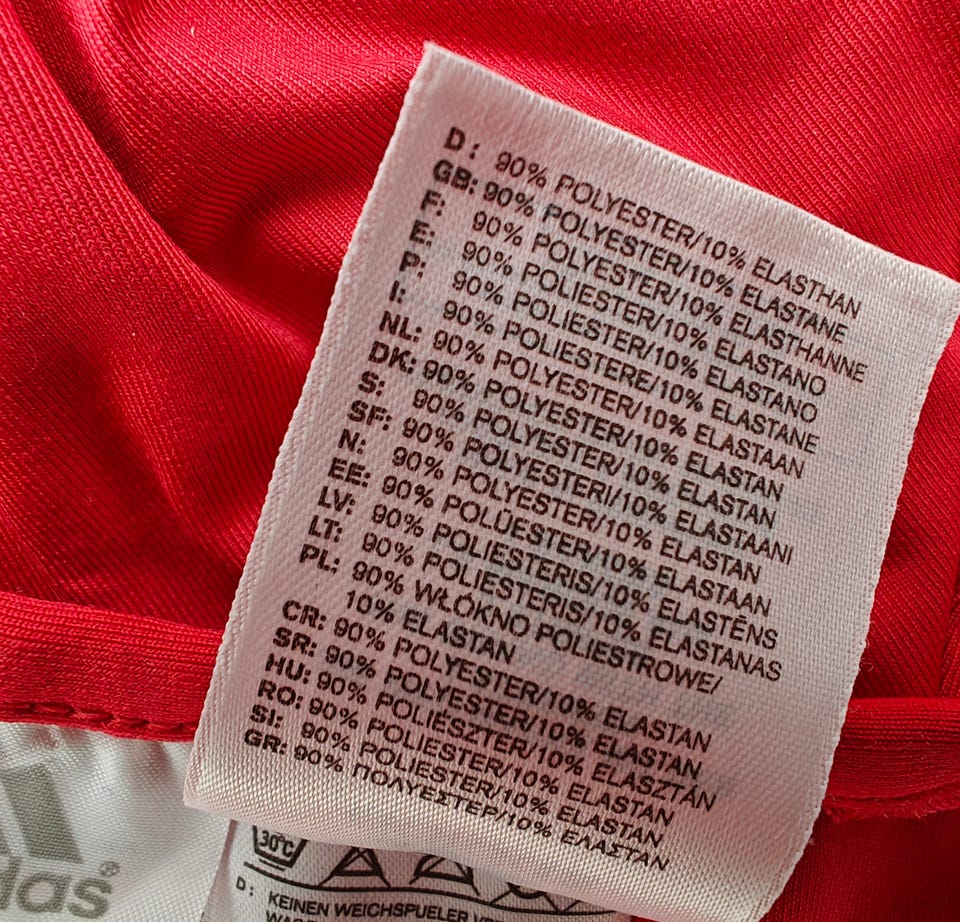 D: 90% POLYESTER/10% ELASTHAN
GB: 90% POLYESTER/10% ELASTANE
F: 90% POLYESTER/10% ELASTHANNE
E: 90% POLIESTER/10% ELASTANO
P: 90% POLIESTER/10% ELASTANO
I: 90% POLIESTERE/10% ELASTANE
NL: 90% POLYESTER/10% ELASTAAN
DK: 90% POLYESTER/10% ELASTAN
S: 90% POLYESTER/10% ELASTAN
SF: 90% POLYESTERI/10% ELASTAANI
N: 90% POLYESTER/10% ELASTAN
EE: 90% POLÜESTER/10% ELASTAAN
LV: 90% POLIESTERIS/10% ELASTĒNS
LT: 90% POLIESTERIS/10% ELASTANAS
PL: 90% WŁÓKNO POLIESTROWE/
10% ELASTAN
CR: 90% POLYESTER/10% ELASTAN
SR: 90% POLYESTER/10% ELASTAN
HU: 90% POLIÉSZTER/10% ELASZTÁN
RO: 90% POLIESTER/10% ELASTAN
SI: 90% POLIESTER/10% ELASTAN
GR: 90% ΠΟΛΥΕΣΤΕΡ/10% ΕΛΑΣΤΑΝ
30°C
D: KEINEN WEICHSPUELER